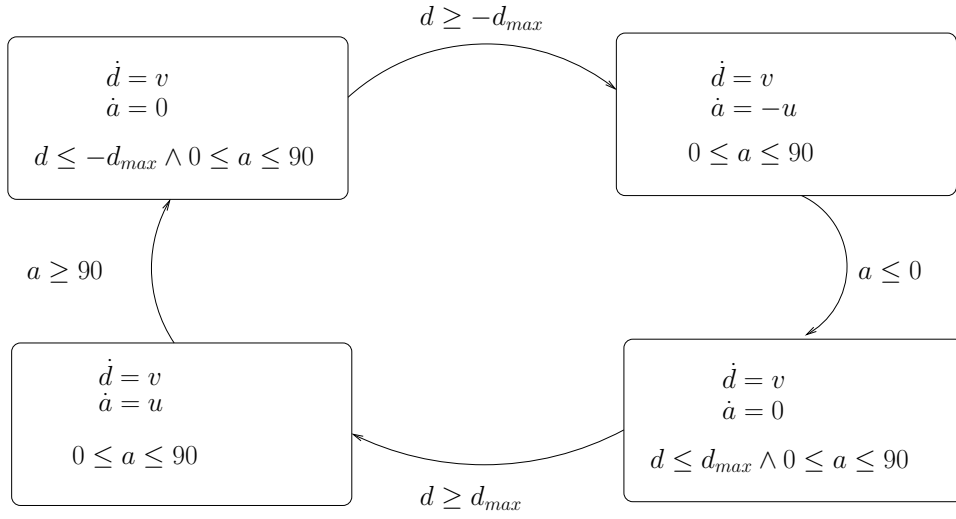 d ≥ −d_max
ḋ = v
ȧ = 0
d ≤ −d_max ∧ 0 ≤ a ≤ 90
ḋ = v
ȧ = −u
0 ≤ a ≤ 90
a ≥ 90
a ≤ 0
ḋ = v
ȧ = u
0 ≤ a ≤ 90
ḋ = v
ȧ = 0
d ≤ d_max ∧ 0 ≤ a ≤ 90
d ≥ d_max